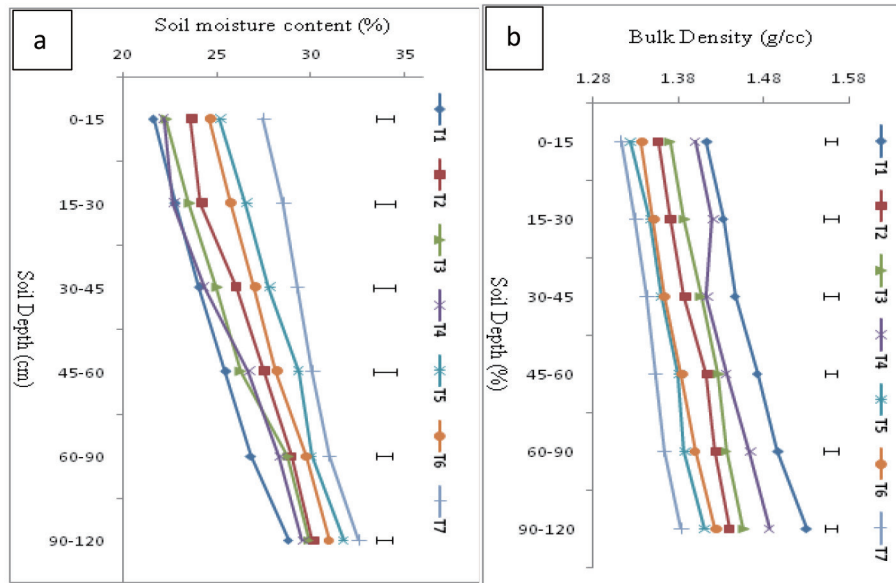 a
Soil moisture content (%)
20 25 30 35
0-15
15-30
30-45
45-60
60-90
90-120
Soil Depth (cm)
T1
T2
T3
T4
T5
T6
T7
b
Bulk Density (g/cc)
1.28 1.38 1.48 1.58
0-15
15-30
30-45
45-60
60-90
90-120
Soil Depth (%)
T1
T2
T3
T4
T5
T6
T7